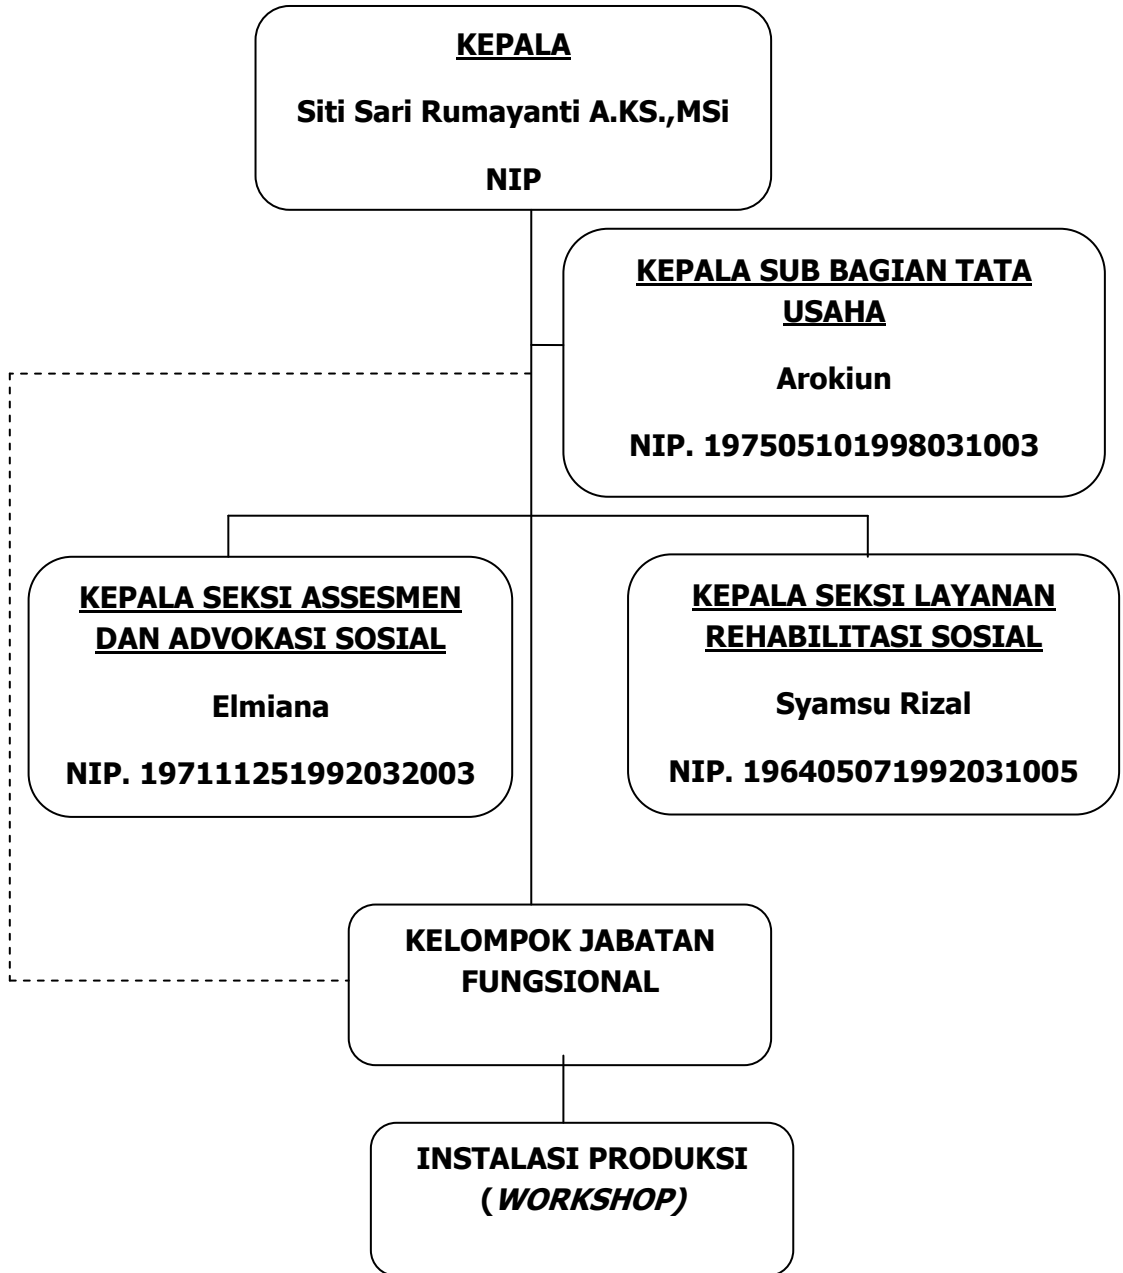 KEPALA
Siti Sari Rumayanti A.KS.,MSi
NIP
KEPALA SUB BAGIAN TATA
USAHA
Arokiun
NIP. 197505101998031003
KEPALA SEKSI ASSESMEN
DAN ADVOKASI SOSIAL
Elmiana
NIP. 197111251992032003
KEPALA SEKSI LAYANAN
REHABILITASI SOSIAL
Syamsu Rizal
NIP. 196405071992031005
KELOMPOK JABATAN
FUNGSIONAL
INSTALASI PRODUKSI
(WORKSHOP)